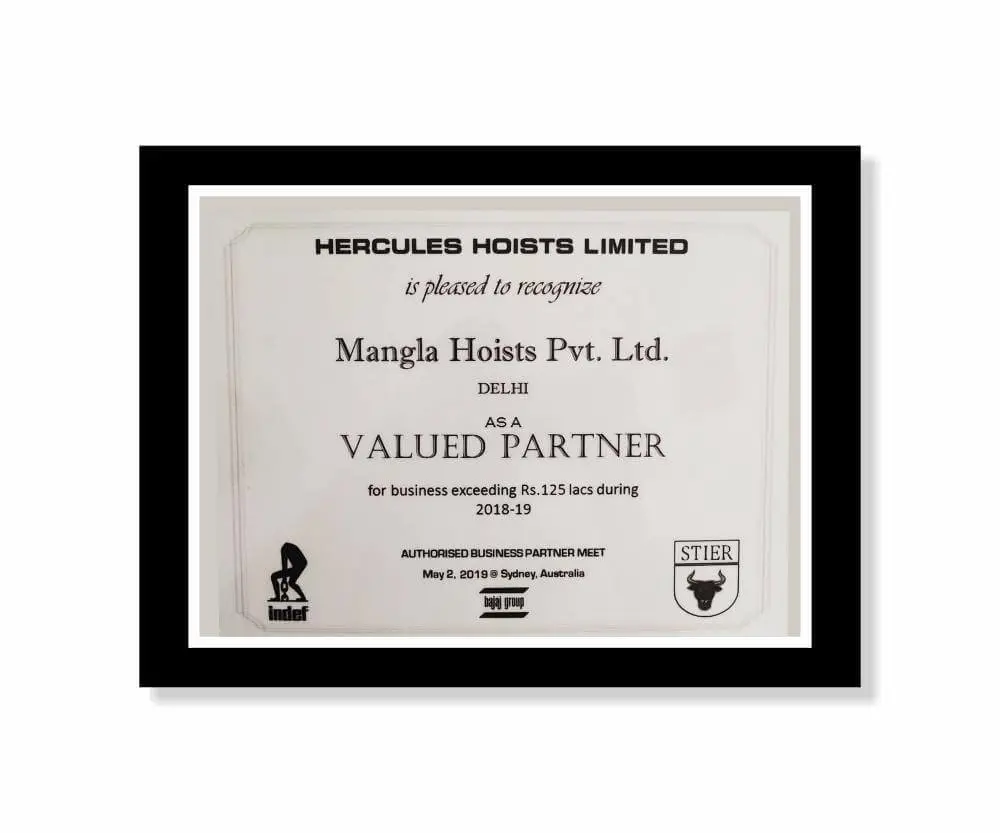 HERCULES HOISTS LIMITED
is pleased to recognize
Mangla Hoists Pvt. Ltd.
DELHI
AS A
VALUED PARTNER
for business exceeding Rs.125 lacs during
2018-19
AUTHORISED BUSINESS PARTNER MEET
May 2, 2019 @ Sydney, Australia
indef
bajaj group
STIER